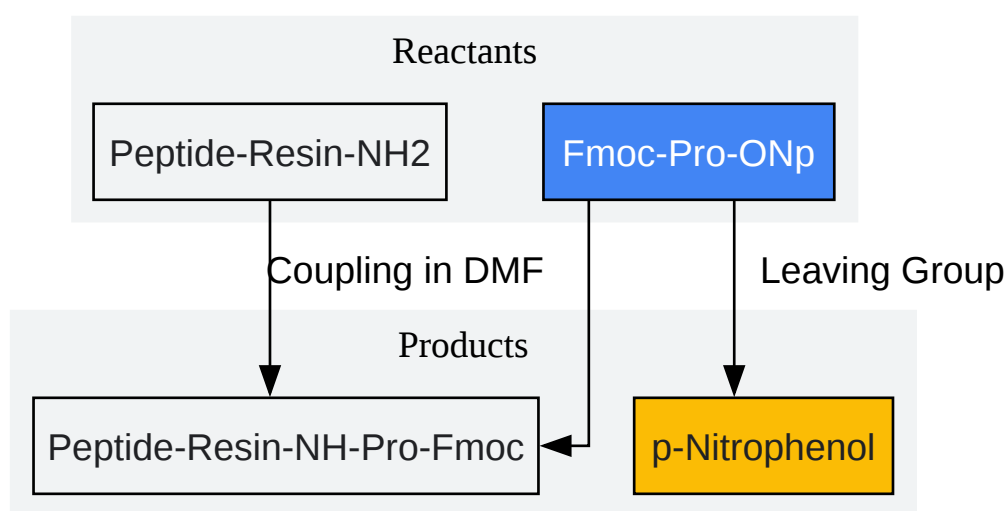 Reactants
Peptide-Resin-NH2
Fmoc-Pro-ONp
Coupling in DMF
Leaving Group
Products
Peptide-Resin-NH-Pro-Fmoc
p-Nitrophenol